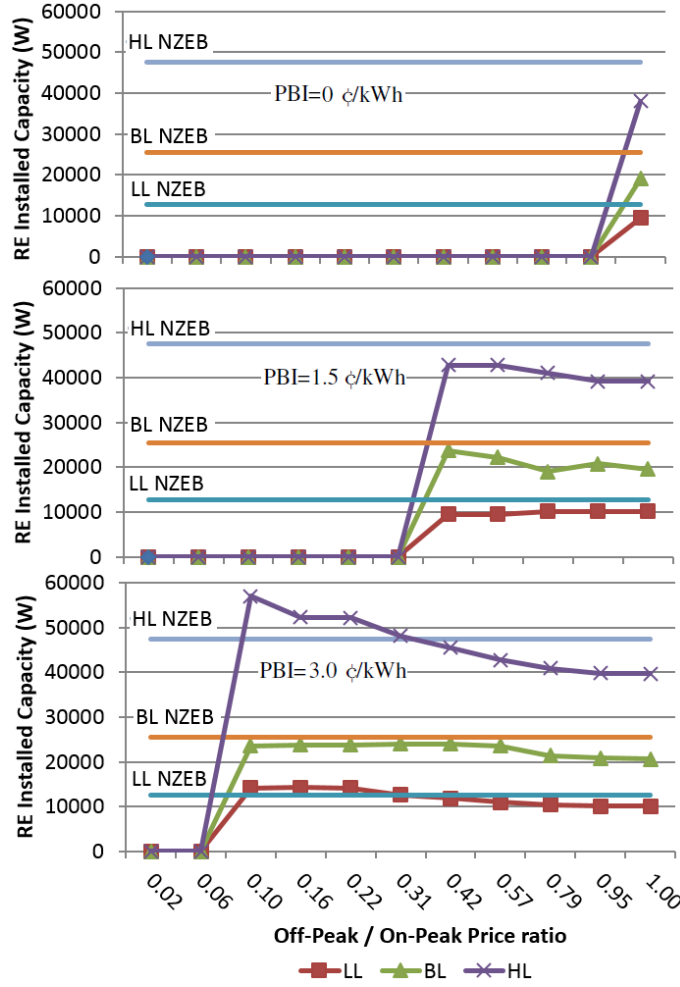 RE Installed Capacity (W)
60000
50000
40000
30000
20000
10000
0
HL NZEB
PBI=0 ¢/kWh
BL NZEB
LL NZEB
RE Installed Capacity (W)
60000
50000
40000
30000
20000
10000
0
HL NZEB
PBI=1.5 ¢/kWh
BL NZEB
LL NZEB
RE Installed Capacity (W)
60000
50000
40000
30000
20000
10000
0
HL NZEB
PBI=3.0 ¢/kWh
BL NZEB
LL NZEB
0.02 0.06 0.10 0.16 0.22 0.31 0.42 0.57 0.79 0.95 1.00
Off-Peak / On-Peak Price ratio
LL BL HL